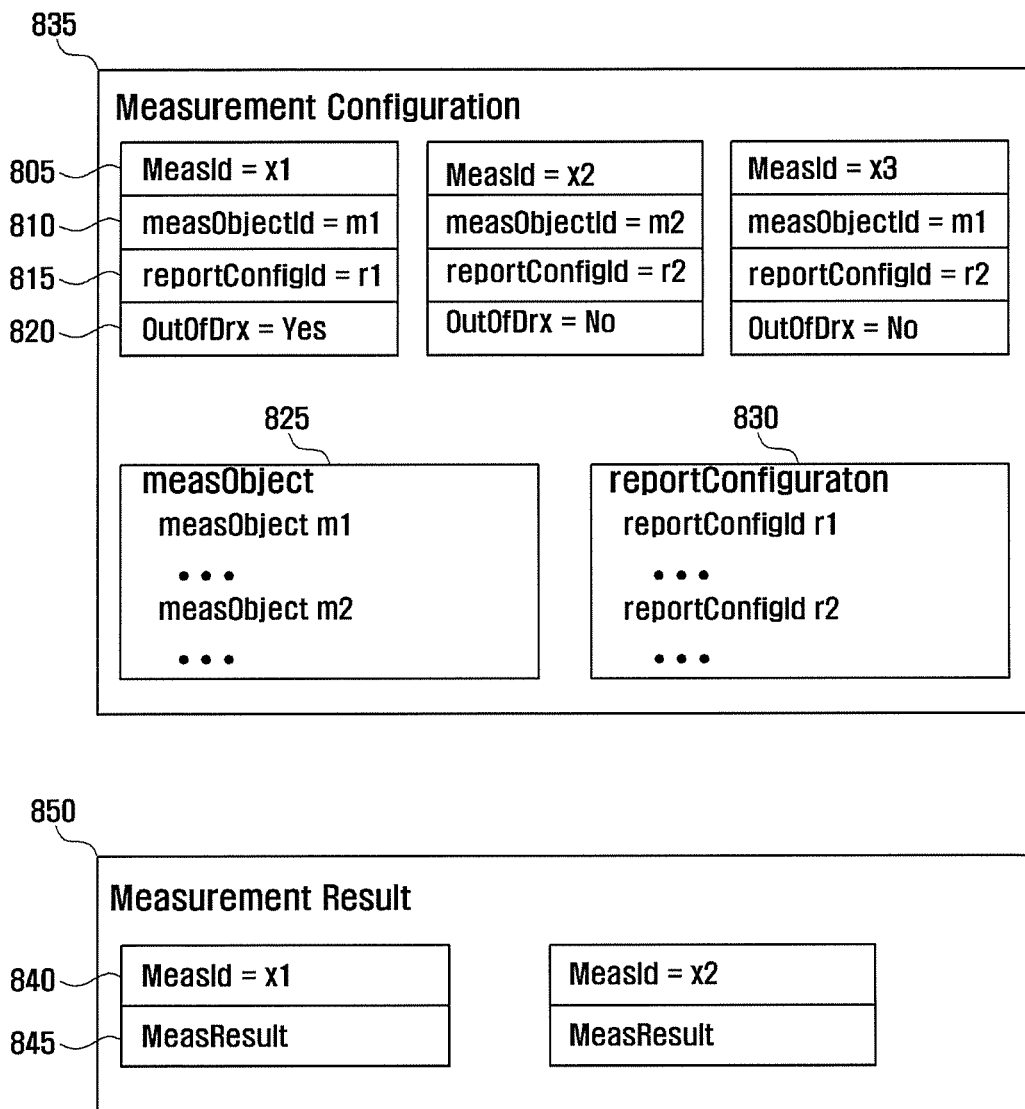 835
Measurement Configuration
805 MeasId = x1 MeasId = x2 MeasId = x3
810 measObjectId = m1 measObjectId = m2 measObjectId = m1
815 reportConfigId = r1 reportConfigId = r2 reportConfigId = r2
820 OutOfDrx = Yes OutOfDrx = No OutOfDrx = No
825 830
measObject reportConfiguraton
measObject m1 reportConfigId r1
• • • • • •
measObject m2 reportConfigId r2
• • • • • •
850
Measurement Result
840 MeasId = x1 MeasId = x2
845 MeasResult MeasResult